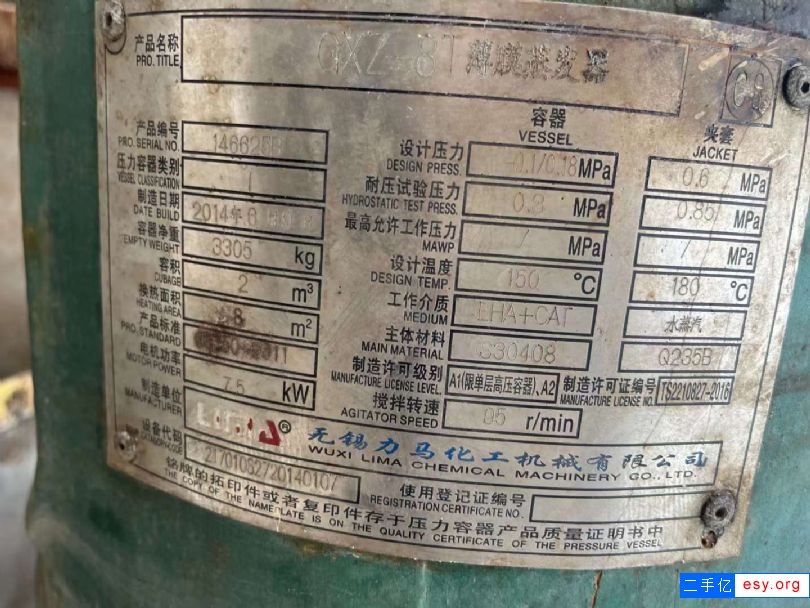 产品名称
PRO. TITLE
GXZ-8T薄膜蒸发器
产品编号
PRO. SERIAL NO.
压力容器类别
VESSEL CLASSIFICATION
I
制造日期
DATE BUILD
2014年6
容器净重
EMPTY WEIGHT
3305 kg
容积
CUBAGE
2 m³
换热面积
HEATING AREA
8 m²
产品标准
PRO. STANDARD
电机功率
MOTOR POWER
7.5 kW
制造单位
MANUFACTURER
LIMA®
无锡力马化工机械有限公司
WUXI LIMA CHEMICAL MACHINERY CO., LTD.
设备代码
CATEGORY CODE
21701062720140107
容器
VESSEL
夹套
JACKET
设计压力
DESIGN PRESS.
-0.1/0.18 MPa
0.6 MPa
耐压试验压力
HYDROSTATIC TEST PRESS.
0.8 MPa
0.85 MPa
最高允许工作压力
MAWP
/ MPa
/ MPa
设计温度
DESIGN TEMP.
150 ℃
180 ℃
工作介质
MEDIUM
EHA+CAT
水蒸汽
主体材料
MAIN MATERIAL
S30408
Q235B
制造许可级别
MANUFACTURE LICENSE LEVEL
A1(限单层高压容器), A2
制造许可证编号
MANUFACTURE LICENSE NO.
TS2210827-2016
搅拌转速
AGITATOR SPEED
95 r/min
使用登记证编号
REGISTRATION CERTIFICATE NO.
铭牌的拓印件或者复印件存于压力容器产品质量证明书中
THE COPY OF THE NAMEPLATE IS ON THE QUALITY CERTIFICATE OF THE PRESSURE VESSEL
二手亿 esy.org